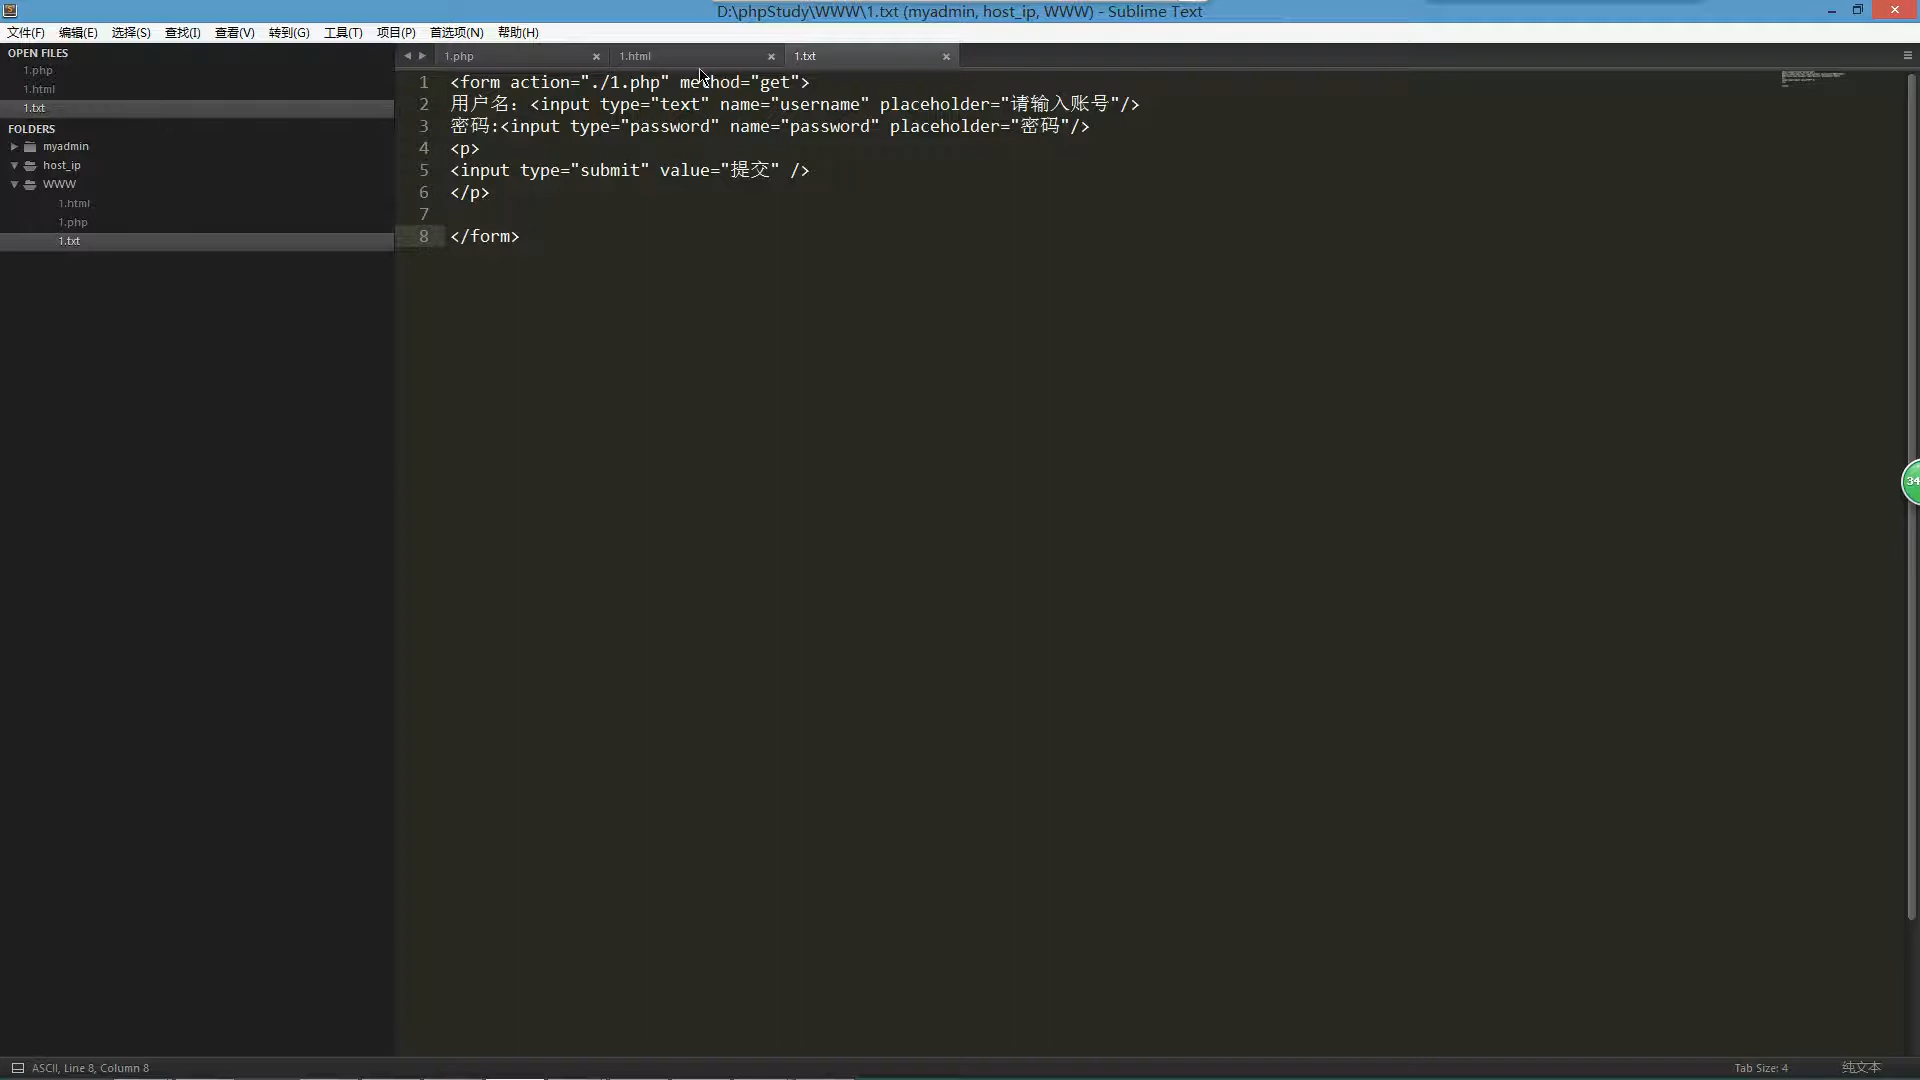 D:\phpStudy\WWW\1.txt (myadmin, host_ip, WWW) - Sublime Text
文件(F) 编辑(E) 选择(S) 查找(I) 查看(V) 转到(G) 工具(T) 项目(P) 首选项(N) 帮助(H)
OPEN FILES
1.php
1.html
1.txt
FOLDERS
myadmin
host_ip
WWW
1.html
1.php
1.txt
1.php 1.html 1.txt
1 <form action="./1.php" method="get">
2 用户名：<input type="text" name="username" placeholder="请输入账号"/>
3 密码:<input type="password" name="password" placeholder="密码"/>
4 <p>
5 <input type="submit" value="提交" />
6 </p>
7
8 </form>
34
ASCII, Line 8, Column 8
Tab Size: 4 纯文本